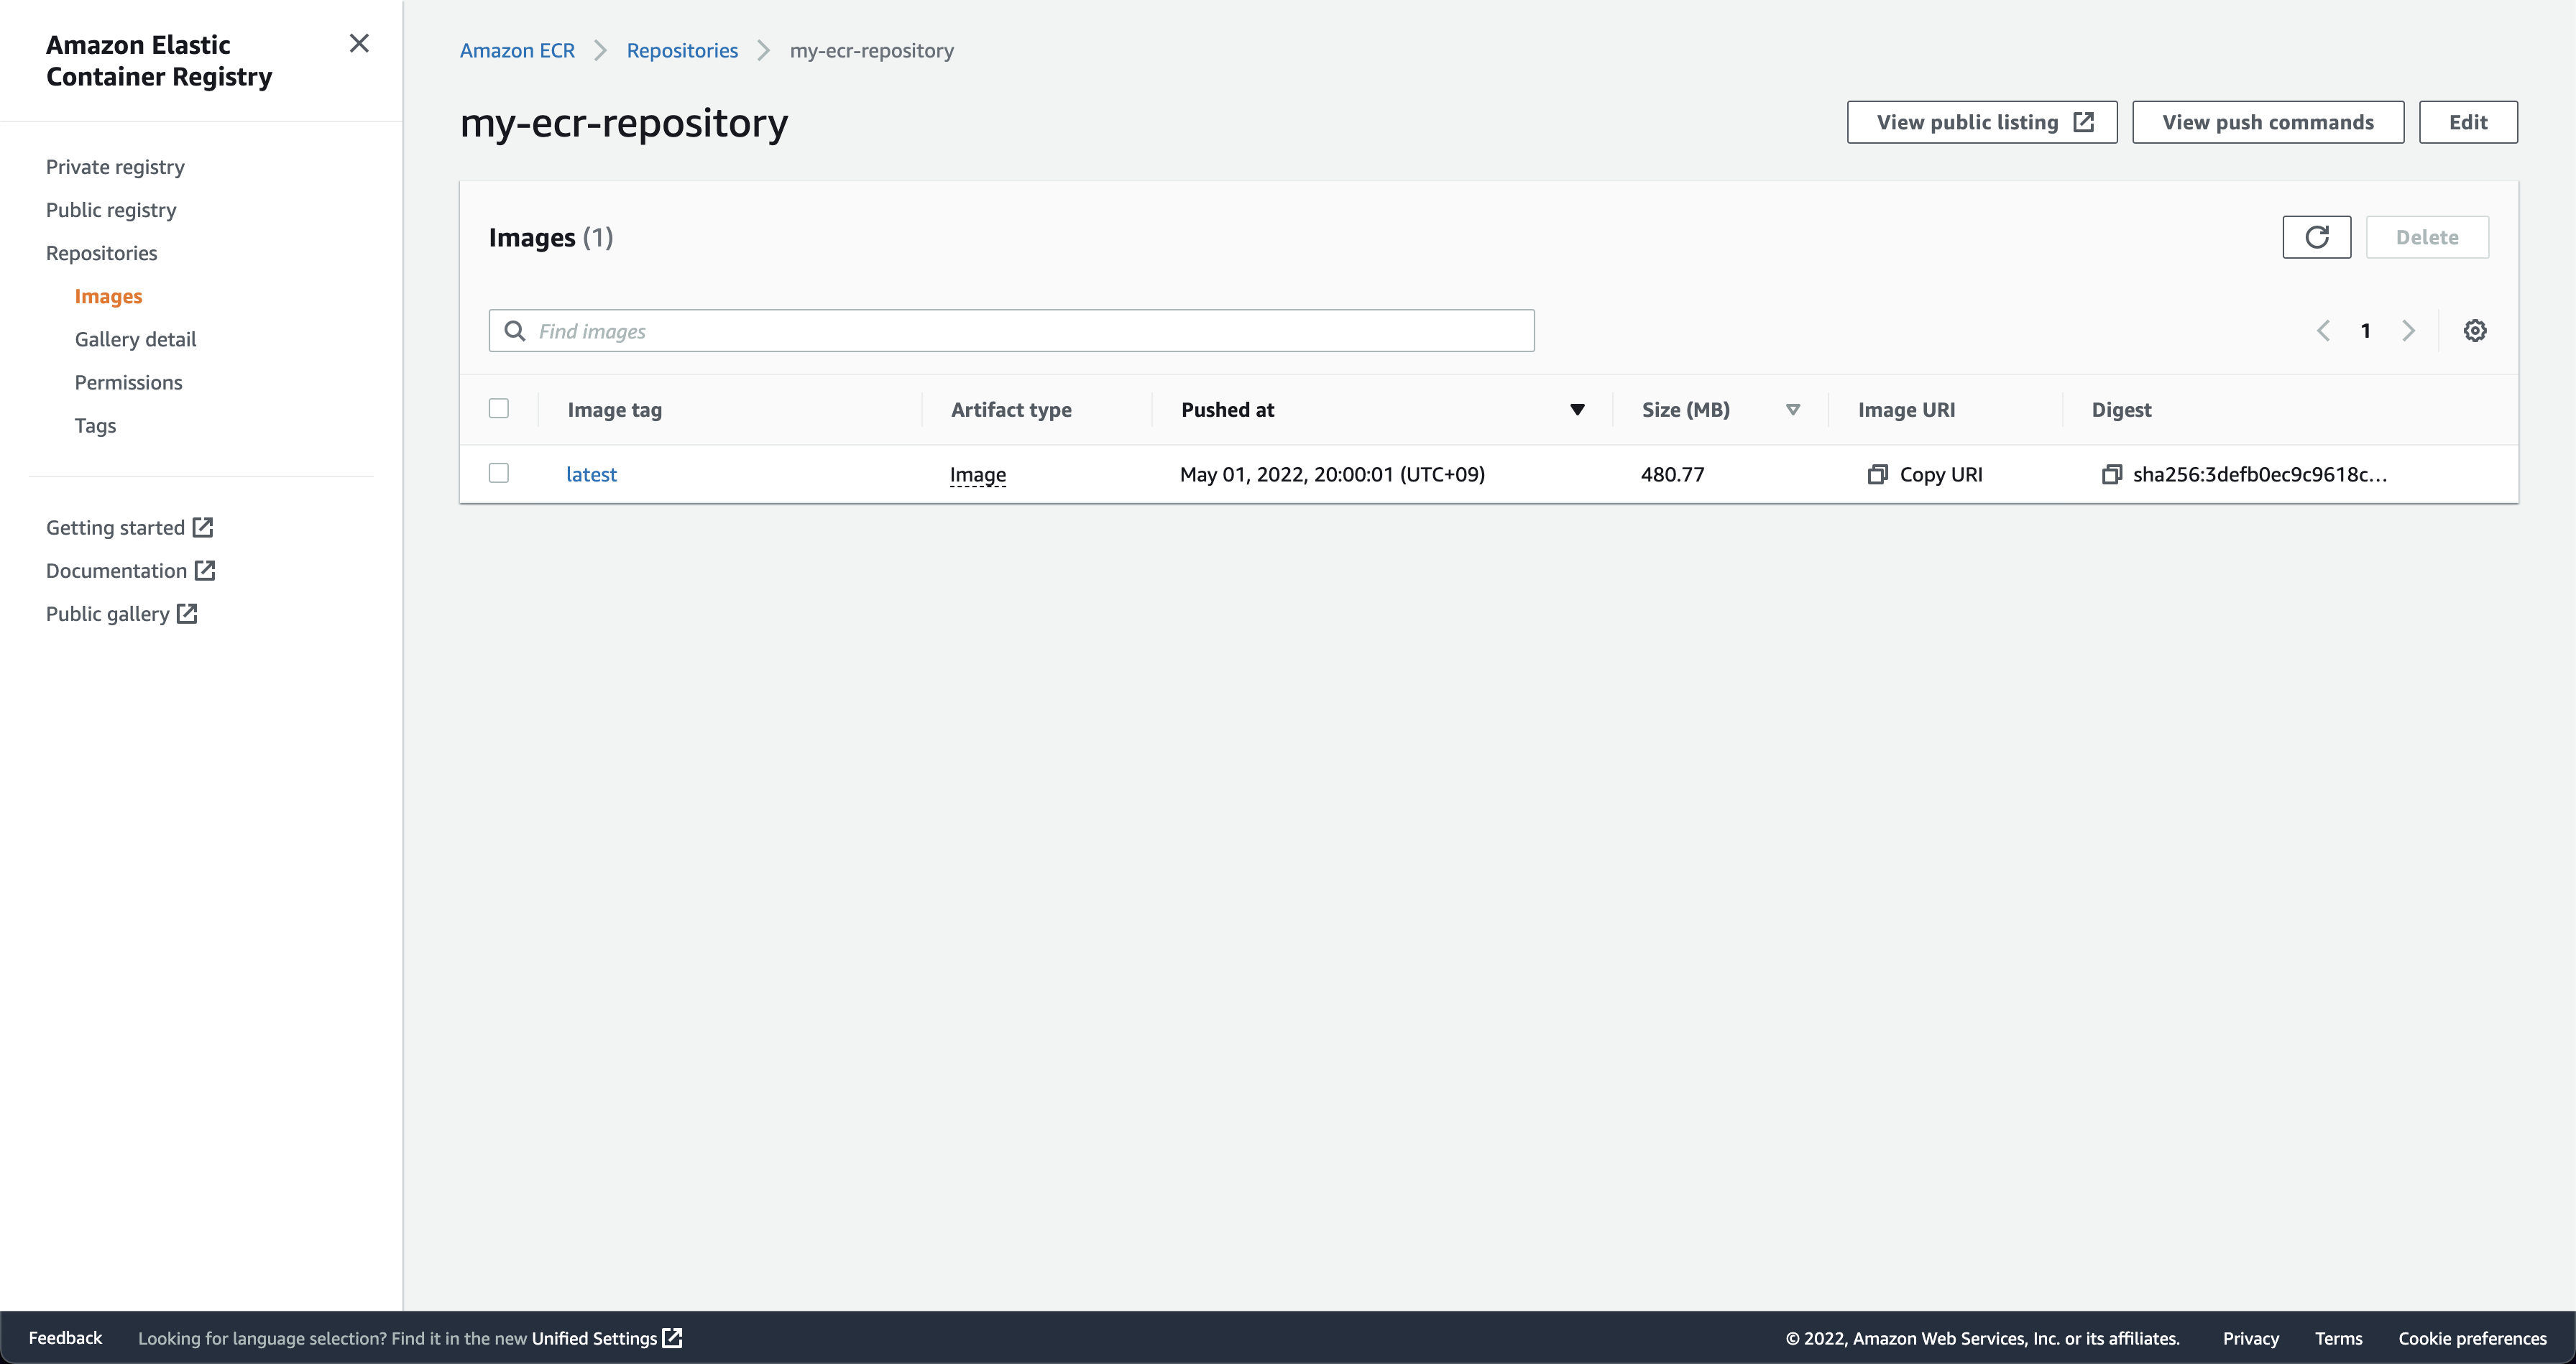 Amazon Elastic
Container Registry
Private registry
Public registry
Repositories
Images
Gallery detail
Permissions
Tags
Getting started
Documentation
Public gallery
Amazon ECR
Repositories
my-ecr-repository
my-ecr-repository
View public listing
View push commands
Edit
Images (1)
Delete
Find images
1
Image tag
Artifact type
Pushed at
Size (MB)
Image URI
Digest
latest
Image
May 01, 2022, 20:00:01 (UTC+09)
480.77
Copy URI
sha256:3defb0ec9c9618c...
Feedback
Looking for language selection? Find it in the new Unified Settings
© 2022, Amazon Web Services, Inc. or its affiliates.
Privacy
Terms
Cookie preferences